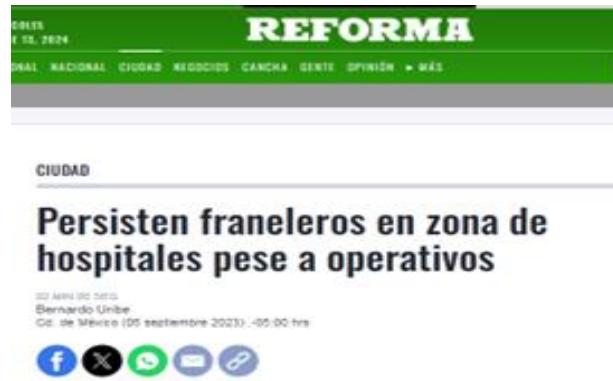 REFORMA
NACIONAL CIUDAD NEGOCIOS CANCHA GENTE OPINIÓN ► MÁS
CIUDAD
Persisten franeleros en zona de
hospitales pese a operativos
Bernardo Uribe
Cd. de México (05 septiembre 2023) .-05:00 hrs